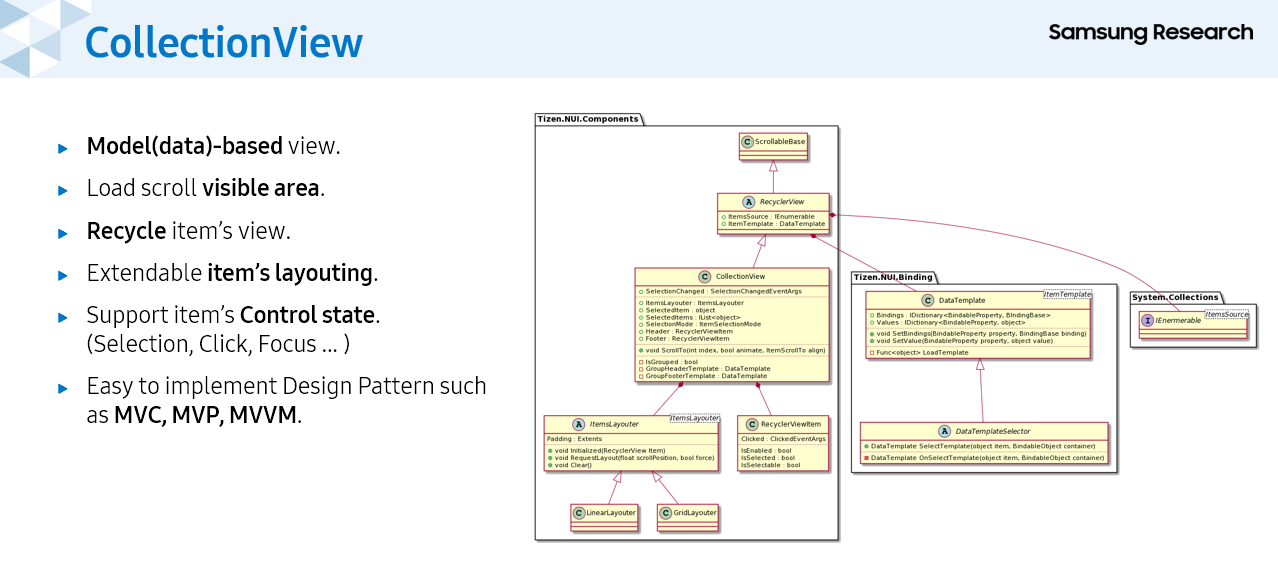 CollectionView
Samsung Research
Model(data)-based view.
Load scroll visible area.
Recycle item's view.
Extendable item's layouting.
Support item's Control state.
(Selection, Click, Focus ... )
Easy to implement Design Pattern such
as MVC, MVP, MVVM.
Tizen.NUI.Components
C ScrollableBase
A RecyclerView
ItemsSource : IEnumerable
ItemTemplate : DataTemplate
C CollectionView
SelectionChanged : SelectionChangedEventArgs
ItemsLayouter : ItemsLayouter
SelectedItem : object
SelectedItems : IList<object>
SelectionMode : ItemSelectionMode
Header : RecyclerViewItem
Footer : RecyclerViewItem
void ScrollTo(int index, bool animate, ItemScrollTo align)
IsGrouped : bool
GroupHeaderTemplate : DataTemplate
GroupFooterTemplate : DataTemplate
ItemsLayouter
A ItemsLayouter
Padding : Extents
void Initialized(RecyclerView Item)
void RequestLayout(float scrollPosition, bool force)
void Clear()
C RecyclerViewItem
Clicked : ClickedEventArgs
IsEnabled : bool
IsSelected : bool
IsSelectable : bool
C LinearLayouter
C GridLayouter
Tizen.NUI.Binding
ItemTemplate
C DataTemplate
Bindings : IDictionary<BindableProperty, BindingBase>
Values : IDictionary<BindableProperty, object>
void SetBindings(BindableProperty property, BindingBase binding)
void SetValue(BindableProperty property, object value)
Func<object> LoadTemplate
A DataTemplateSelector
DataTemplate SelectTemplate(object item, BindableObject container)
DataTemplate OnSelectTemplate(object item, BindableObject container)
System.Collections
ItemsSource
I IEnermerable